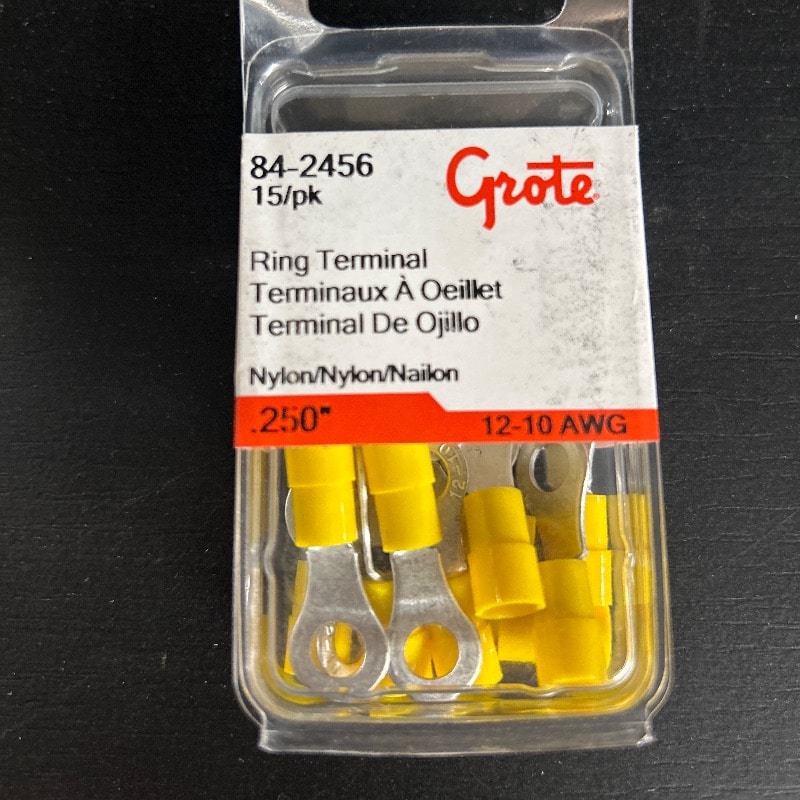 84-2456
15/pk
Grote
Ring Terminal
Terminaux À Oeillet
Terminal De Ojillo
Nylon/Nylon/Nailon
.250"
12-10 AWG